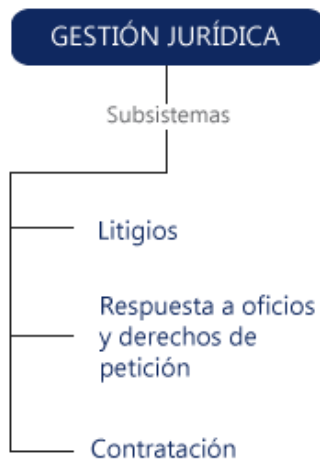 GESTIÓN JURÍDICA
Subsistemas
Litigios
Respuesta a oficios
y derechos de
petición
Contratación